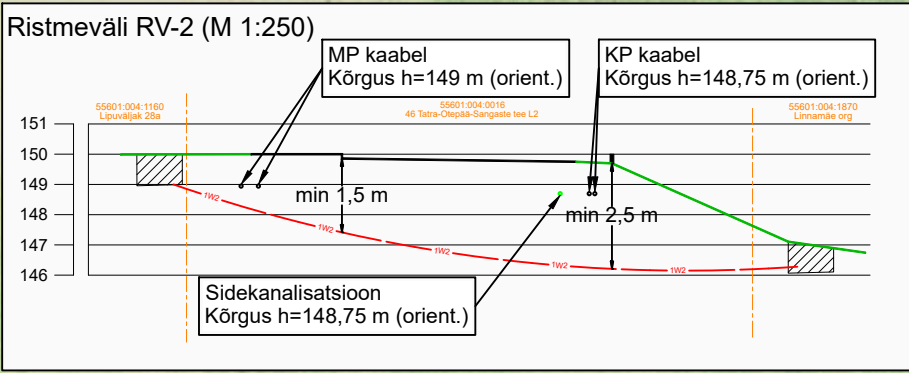 Ristmeväli RV-2 (M 1:250)
MP kaabel
Kõrgus h=149 m (orient.)
KP kaabel
Kõrgus h=148,75 m (orient.)
55601:004:1160
Lipuväljak 28a
55601:004:0016
46 Tatra-Otepää-Sangaste tee L2
55601:004:1870
Linnamäe org
151
150
149
148
147
146
1W2
1W2
1W2
1W2
1W2
min 1,5 m
min 2,5 m
Sidekanalisatsioon
Kõrgus h=148,75 m (orient.)